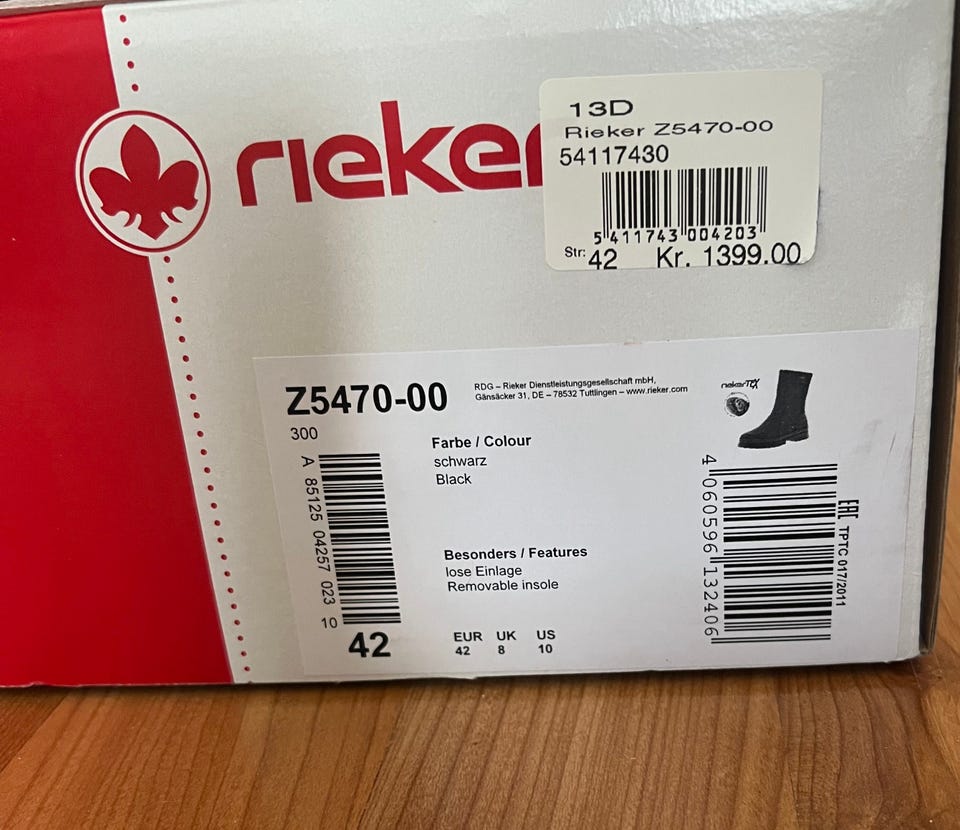 rieker
13D
Rieker Z5470-00
54117430
5 411743 004203
Str: 42 Kr. 1399.00
Z5470-00
RDG – Rieker Dienstleistungsgesellschaft mbH,
Gänsäcker 31, DE – 78532 Tuttlingen – www.rieker.com
riekerTEX
300
A 85125 04257 023 10
42
Farbe / Colour
schwarz
Black
Besonders / Features
lose Einlage
Removable insole
EUR UK US
42 8 10
4 060596 132406
EAC TPTC 017/2011